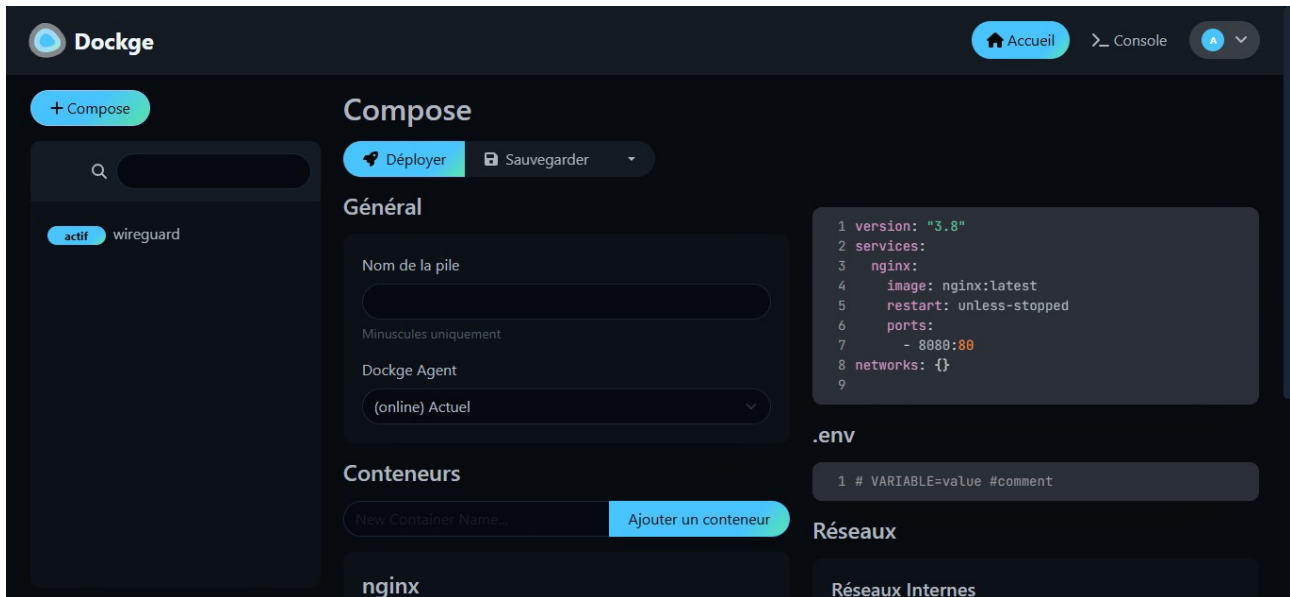 Dockge
Accueil
Console
A
+ Compose
actif wireguard
Compose
Déployer
Sauvegarder
Général
Nom de la pile
Minuscules uniquement
Dockge Agent
(online) Actuel
Conteneurs
New Container Name...
Ajouter un conteneur
nginx
1 version: "3.8"
2 services:
3   nginx:
4     image: nginx:latest
5     restart: unless-stopped
6     ports:
7       - 8080:80
8 networks: {}
9
.env
1 # VARIABLE=value #comment
Réseaux
Réseaux Internes